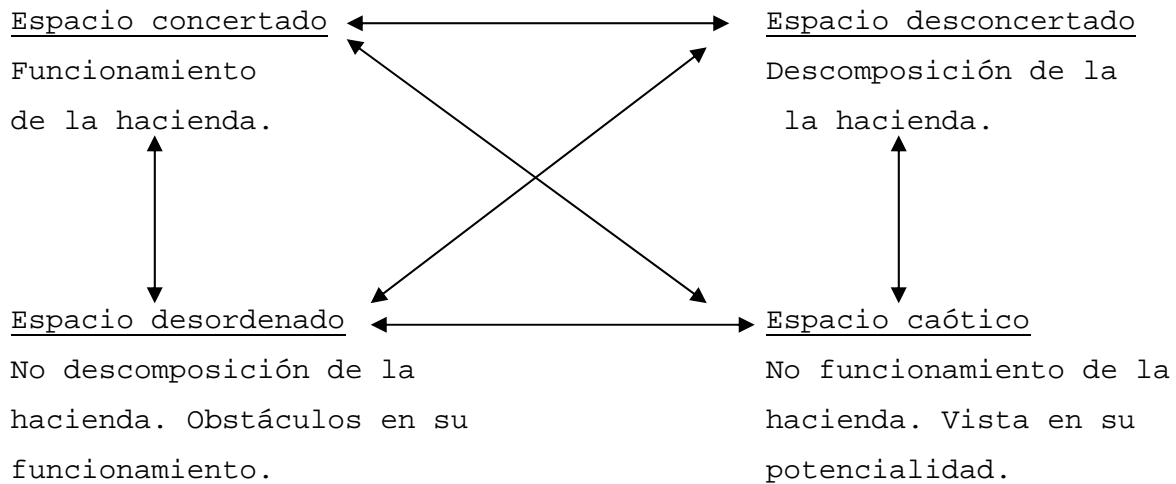 Espacio concertado
Funcionamiento
de la hacienda.
Espacio desconcertado
Descomposición de la
la hacienda.
Espacio desordenado
No descomposición de la
hacienda. Obstáculos en su
funcionamiento.
Espacio caótico
No funcionamiento de la
hacienda. Vista en su
potencialidad.